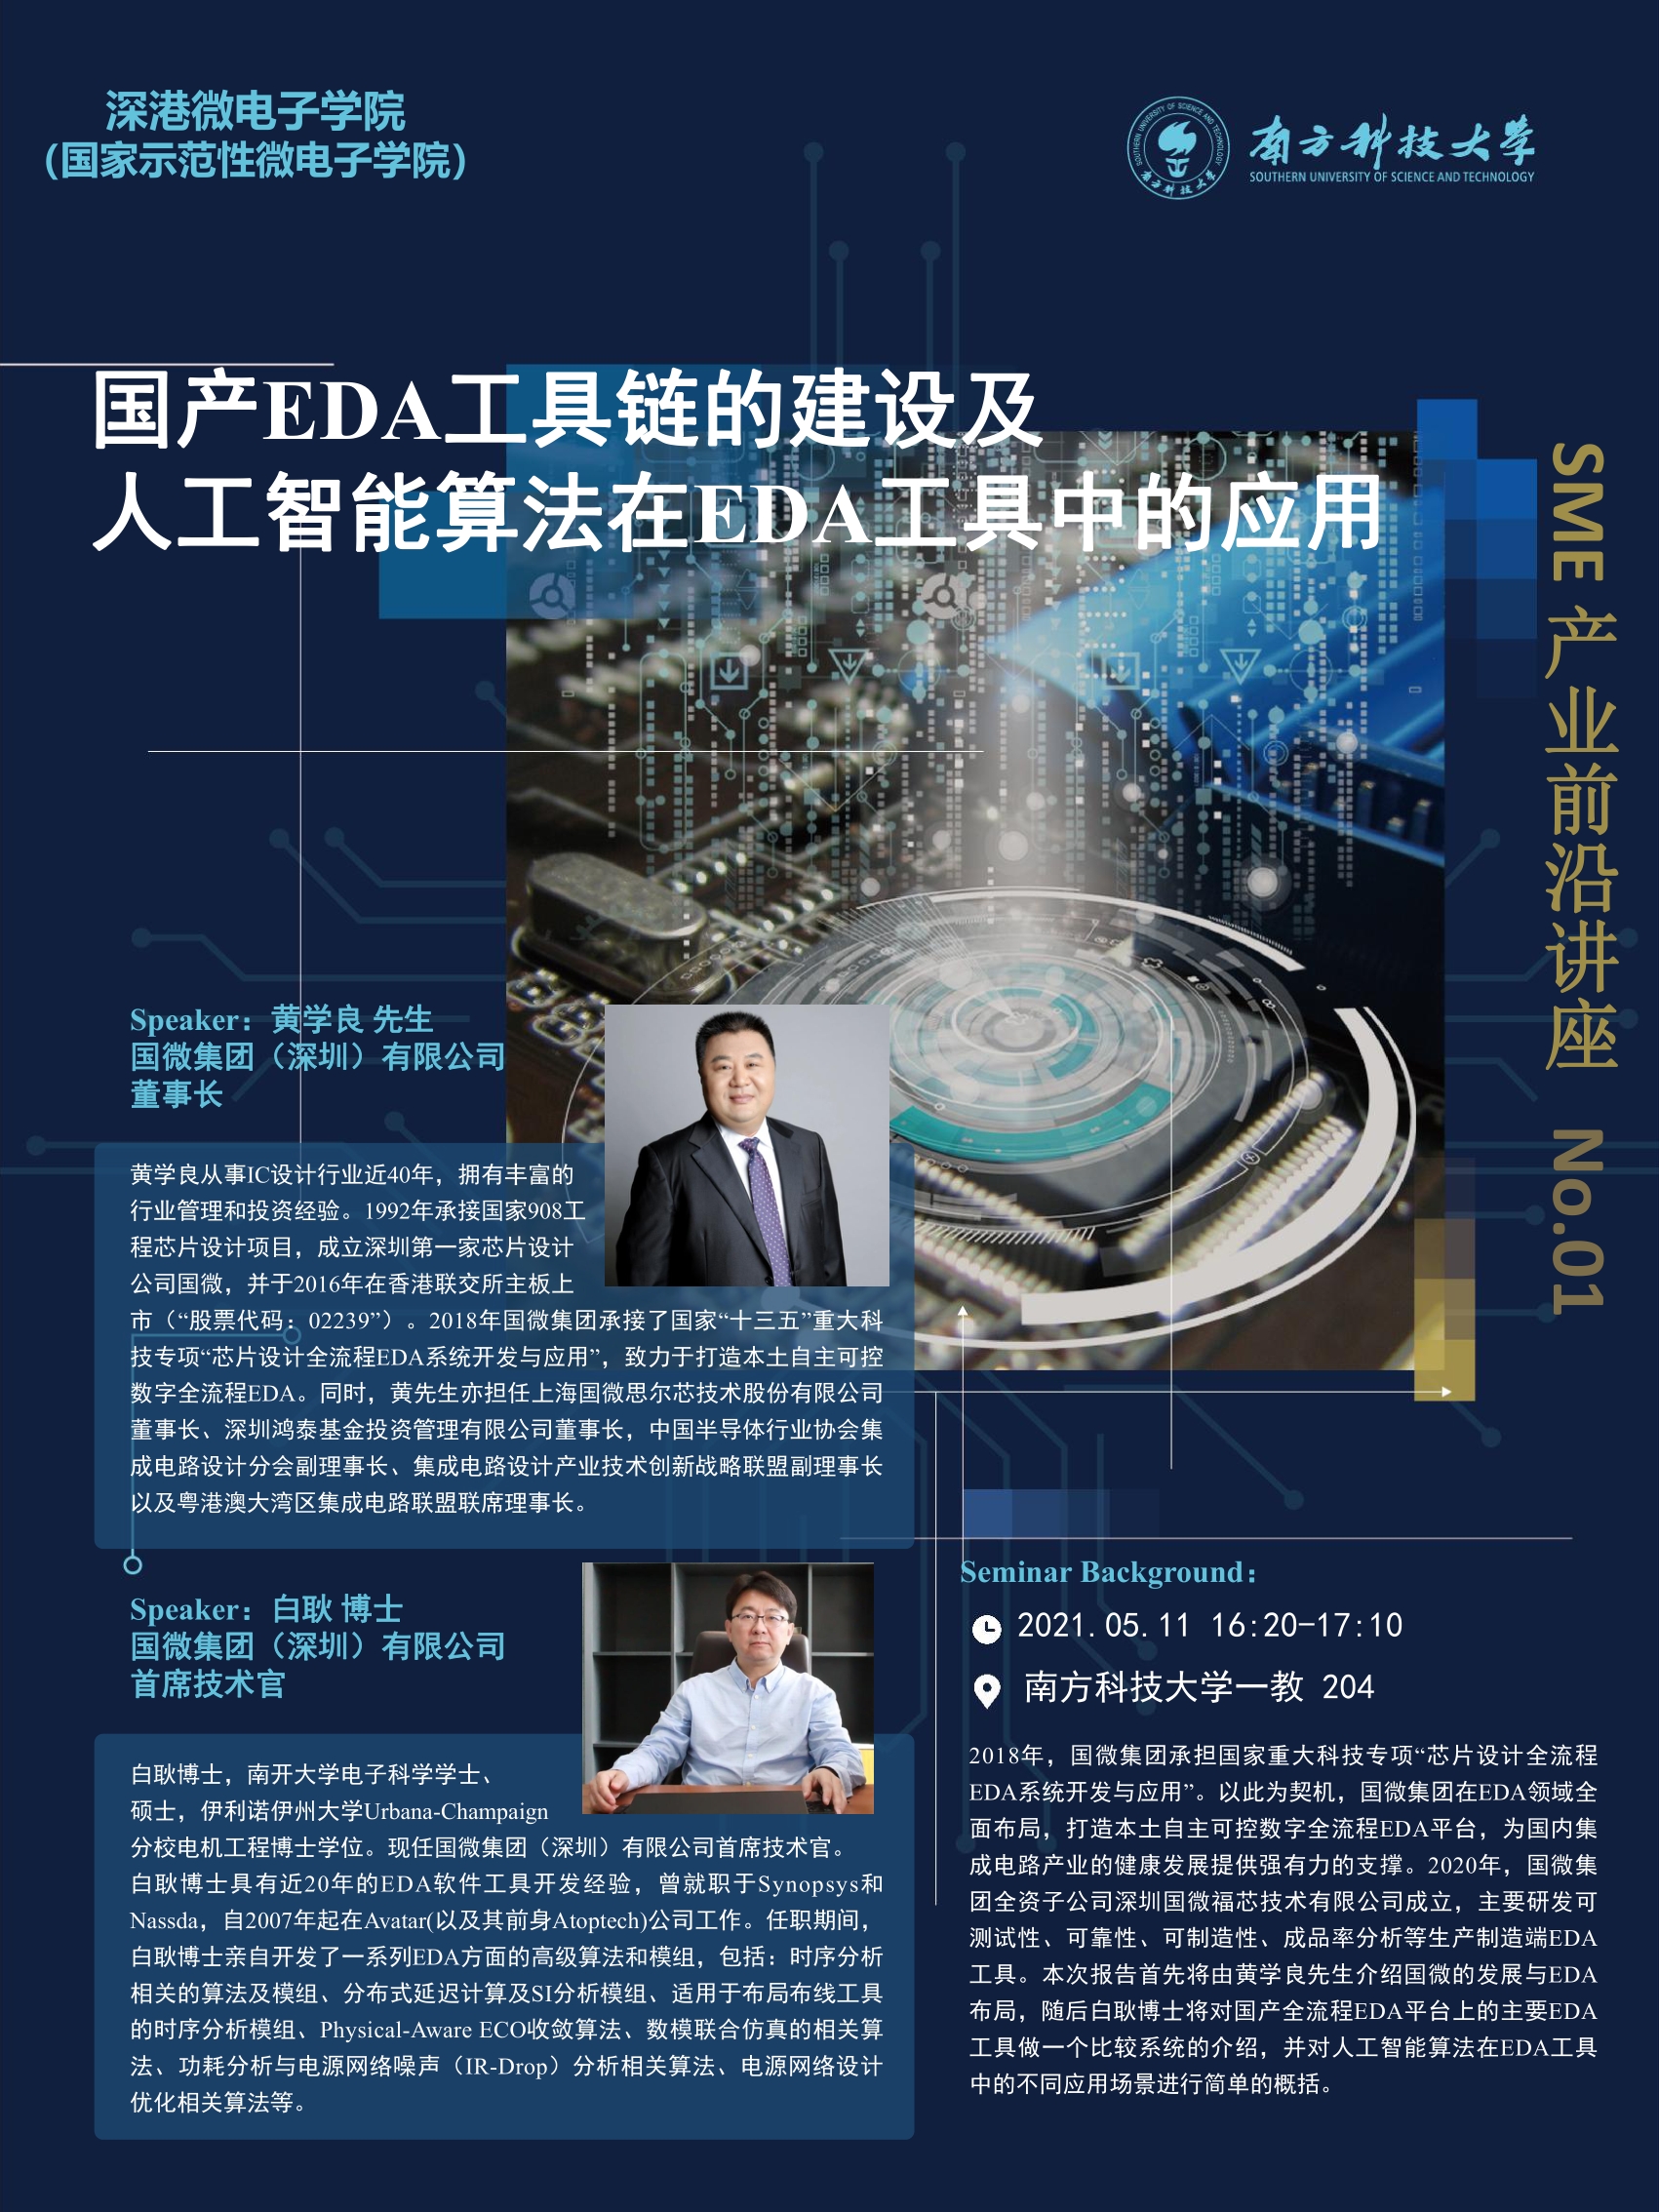 深港微电子学院
（国家示范性微电子学院）
SOUTHERN UNIVERSITY OF SCIENCE AND TECHNOLOGY
南方科技大学
南方科技大学
SOUTHERN UNIVERSITY OF SCIENCE AND TECHNOLOGY
国产EDA工具链的建设及
人工智能算法在EDA工具中的应用
SME 产业前沿讲座 No.01
Speaker：黄学良 先生
国微集团（深圳）有限公司
董事长
黄学良从事IC设计行业近40年，拥有丰富的
行业管理和投资经验。1992年承接国家908工
程芯片设计项目，成立深圳第一家芯片设计
公司国微，并于2016年在香港联交所主板上
市（“股票代码：02239”）。2018年国微集团承接了国家“十三五”重大科
技专项“芯片设计全流程EDA系统开发与应用”，致力于打造本土自主可控
数字全流程EDA。同时，黄先生亦担任上海国微思尔芯技术股份有限公司
董事长、深圳鸿泰基金投资管理有限公司董事长，中国半导体行业协会集
成电路设计分会副理事长、集成电路设计产业技术创新战略联盟副理事长
以及粤港澳大湾区集成电路联盟联席理事长。
Speaker：白耿 博士
国微集团（深圳）有限公司
首席技术官
白耿博士，南开大学电子科学学士、
硕士，伊利诺伊州大学Urbana-Champaign
分校电机工程博士学位。现任国微集团（深圳）有限公司首席技术官。
白耿博士具有近20年的EDA软件工具开发经验，曾就职于Synopsys和
Nassda，自2007年起在Avatar(以及其前身Atoptech)公司工作。任职期间，
白耿博士亲自开发了一系列EDA方面的高级算法和模组，包括：时序分析
相关的算法及模组、分布式延迟计算及SI分析模组、适用于布局布线工具
的时序分析模组、Physical-Aware ECO收敛算法、数模联合仿真的相关算
法、功耗分析与电源网络噪声（IR-Drop）分析相关算法、电源网络设计
优化相关算法等。
Seminar Background：
2021.05.11 16:20-17:10
南方科技大学一教 204
2018年，国微集团承担国家重大科技专项“芯片设计全流程
EDA系统开发与应用”。以此为契机，国微集团在EDA领域全
面布局，打造本土自主可控数字全流程EDA平台，为国内集
成电路产业的健康发展提供强有力的支撑。2020年，国微集
团全资子公司深圳国微福芯技术有限公司成立，主要研发可
测试性、可靠性、可制造性、成品率分析等生产制造端EDA
工具。本次报告首先将由黄学良先生介绍国微的发展与EDA
布局，随后白耿博士将对国产全流程EDA平台上的主要EDA
工具做一个比较系统的介绍，并对人工智能算法在EDA工具
中的不同应用场景进行简单的概括。